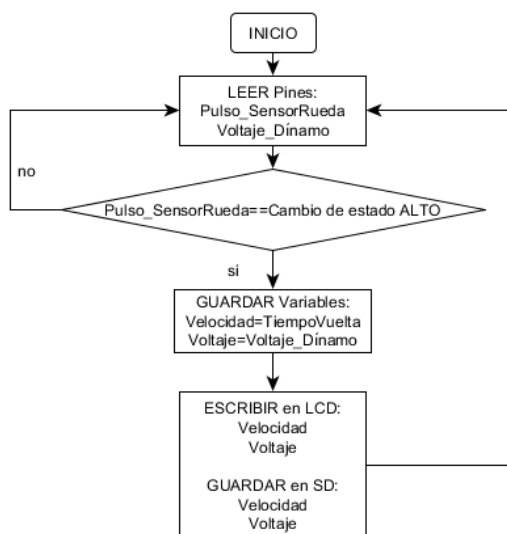 INICIO
LEER Pines:
Pulso_SensorRueda
Voltaje_Dínamo
no
Pulso_SensorRueda==Cambio de estado ALTO
si
GUARDAR Variables:
Velocidad=TiempoVuelta
Voltaje=Voltaje_Dínamo
ESCRIBIR en LCD:
Velocidad
Voltaje
GUARDAR en SD:
Velocidad
Voltaje